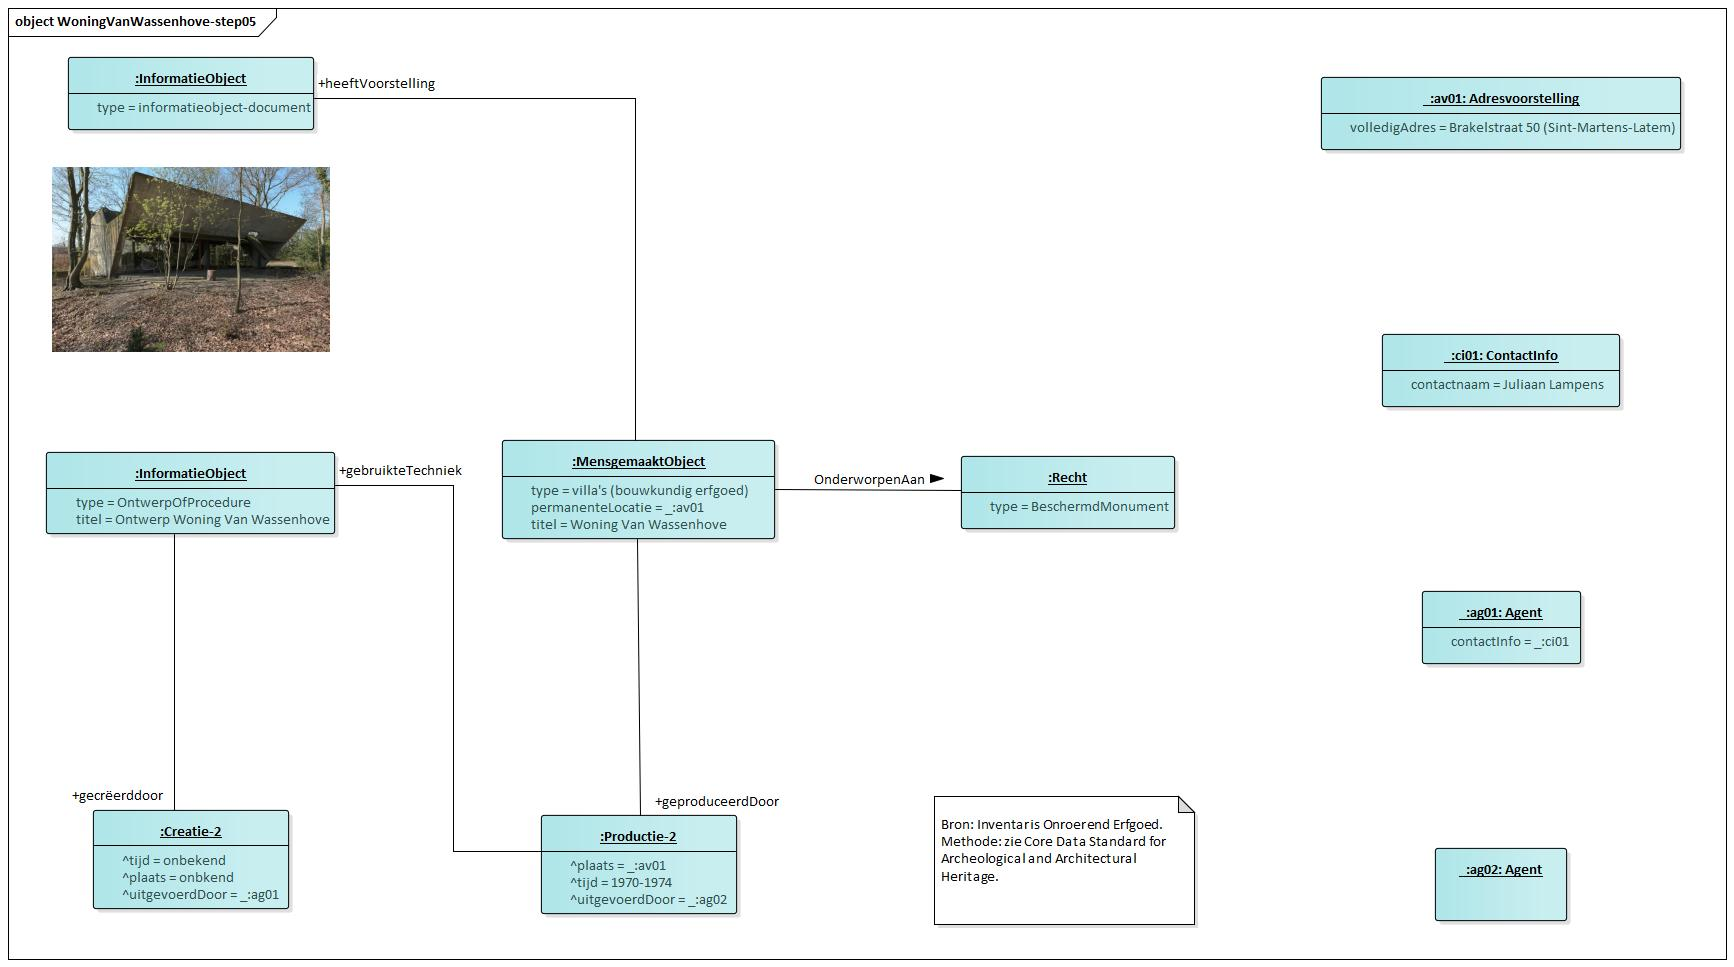 object WoningVanWassenhove-step05
:InformatieObject
type = informatieobject-document
+heeftVoorstelling
_:av01: Adresvoorstelling
volledigAdres = Brakelstraat 50 (Sint-Martens-Latem)
_:ci01: ContactInfo
contactnaam = Juliaan Lampens
:InformatieObject
type = OntwerpOfProcedure
titel = Ontwerp Woning Van Wassenhove
+gebruikteTechniek
:MensgemaaktObject
type = villa's (bouwkundig erfgoed)
permanenteLocatie = _:av01
titel = Woning Van Wassenhove
OnderworpenAan
:Recht
type = BeschermdMonument
_:ag01: Agent
contactInfo = _:ci01
+gecrëerddoor
:Creatie-2
^tijd = onbekend
^plaats = onbkend
^uitgevoerdDoor = _:ag01
+geproduceerdDoor
:Productie-2
^plaats = _:av01
^tijd = 1970-1974
^uitgevoerdDoor = _:ag02
Bron: Inventaris Onroerend Erfgoed.
Methode: zie Core Data Standard for
Archeological and Architectural
Heritage.
_:ag02: Agent